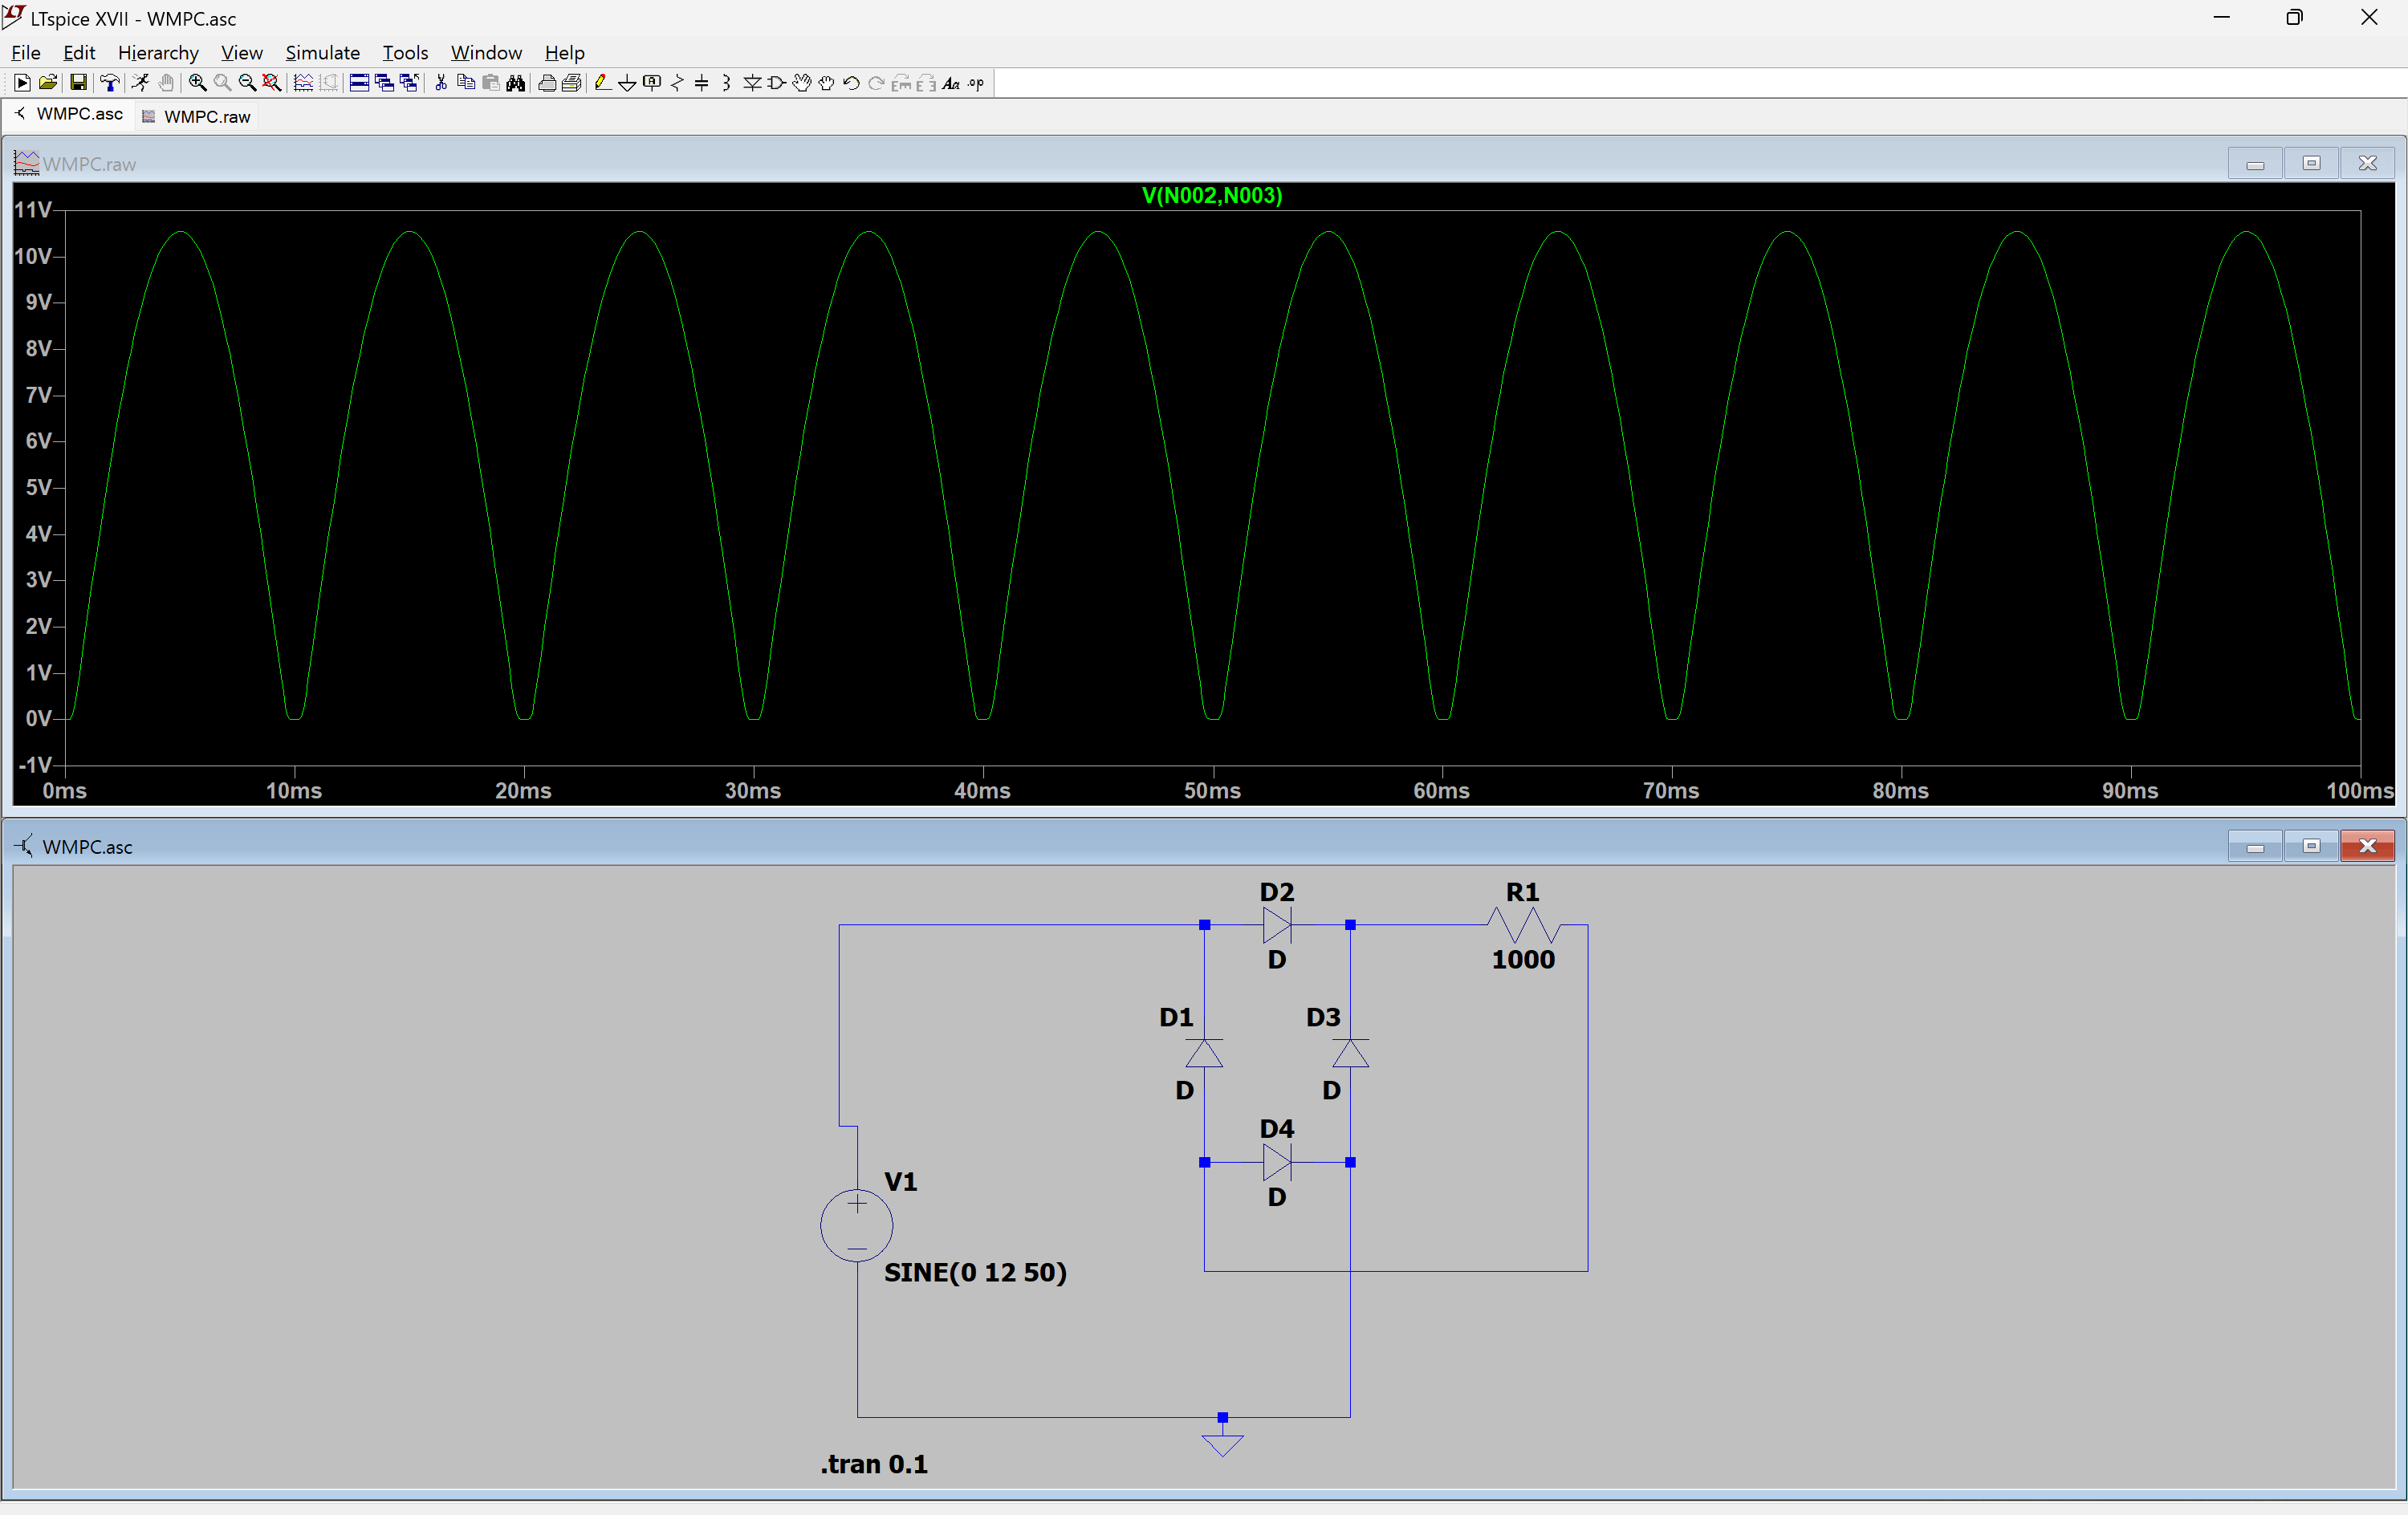 LTspice XVII - WMPC.asc
File Edit Hierarchy View Simulate Tools Window Help
WMPC.asc WMPC.raw
WMPC.raw
V(N002,N003)
11V
10V
9V
8V
7V
6V
5V
4V
3V
2V
1V
0V
-1V
0ms 10ms 20ms 30ms 40ms 50ms 60ms 70ms 80ms 90ms 100ms
WMPC.asc
D2 R1
D 1000
D1 D3
D D
D4
V1
D
SINE(0 12 50)
.tran 0.1